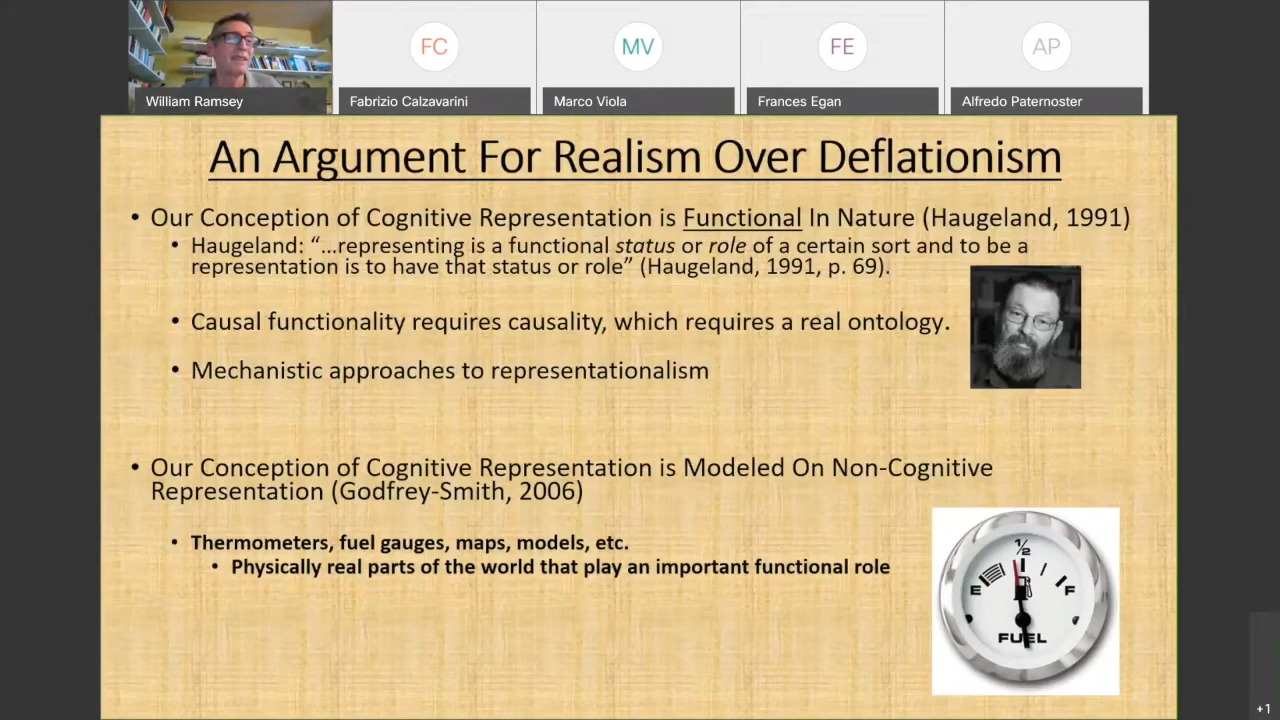 FC
MV
FE
AP
William Ramsey
Fabrizio Calzavarini
Marco Viola
Frances Egan
Alfredo Paternoster
An Argument For Realism Over Deflationism
• Our Conception of Cognitive Representation is Functional In Nature (Haugeland, 1991)
• Haugeland: “...representing is a functional status or role of a certain sort and to be a
representation is to have that status or role” (Haugeland, 1991, p. 69).
• Causal functionality requires causality, which requires a real ontology.
• Mechanistic approaches to representationalism
• Our Conception of Cognitive Representation is Modeled On Non-Cognitive
Representation (Godfrey-Smith, 2006)
• Thermometers, fuel gauges, maps, models, etc.
• Physically real parts of the world that play an important functional role
½
E
F
FUEL
+1